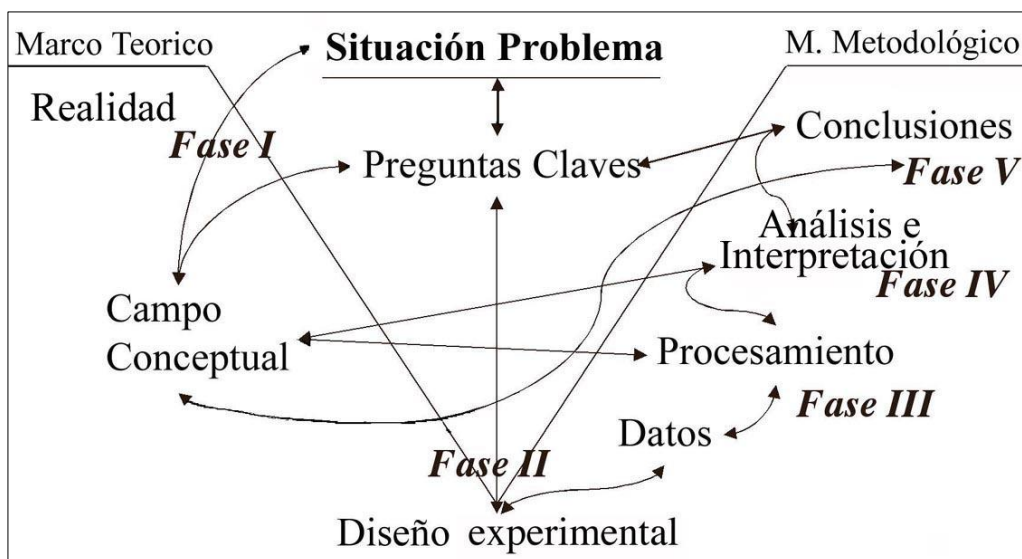 Marco Teorico
Situación Problema
M. Metodológico
Realidad
Fase I
Preguntas Claves
Conclusiones
Fase V
Análisis e
Interpretación
Fase IV
Campo
Conceptual
Procesamiento
Fase III
Datos
Fase II
Diseño experimental